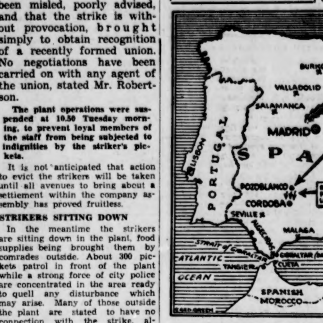 been misled, poorly advised,
and that the strike is with-
out provocation, brought
simply to obtain recognition
of a recently formed union.
No negotiations have been
carried on with any agent of
the union, stated Mr. Robert-
son.
The plant operations were sus-
pended at 10.50 Tuesday morn-
ing, to prevent loyal members of
the staff from being subjected to
indignities by the striker's pic-
kets.
It is not anticipated that action
to evict the strikers will be taken
until all avenues to bring about a
settlement within the company as-
sembly has proved fruitless.
STRIKERS SITTING DOWN
In the meantime the strikers
are sitting down in the plant, food
supplies being brought them by
comrades outside. About 300 pic-
kets patrol in front of the plant
while a strong force of city police
are concentrated in the area ready
to quell any disturbance which
may arise. Many of those outside
the plant are stated to have no
connection with the strike, al-
BURG
VALLADOLID
SALAMANCA
MADRID
SPA
PORTUGAL
LISBON
POZOBLANCO
CORDOBA
SEVILLE
MALAGA
STRAIT OF GIBRALTAR
GIBRALTAR
ATLANTIC
OCEAN
TANGIER
CEUTA
SPANISH
MOROCCO